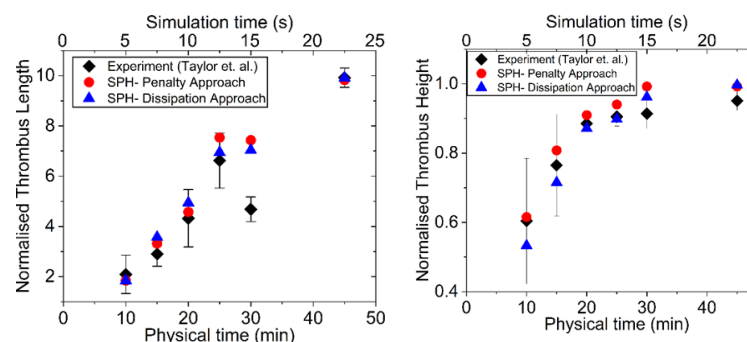 Simulation time (s)
0 5 10 15 20 25
Experiment (Taylor et. al.)
SPH- Penalty Approach
SPH- Dissipation Approach
Normalised Thrombus Length
10
8
6
4
2
0 10 20 30 40 50
Physical time (min)
Simulation time (s)
0 5 10 15 20
Experiment (Taylor et. al.)
SPH- Penalty Approach
SPH- Dissipation Approach
Normalised Thrombus Height
1.0
0.8
0.6
0.4
0 10 20 30 40
Physical time (min)